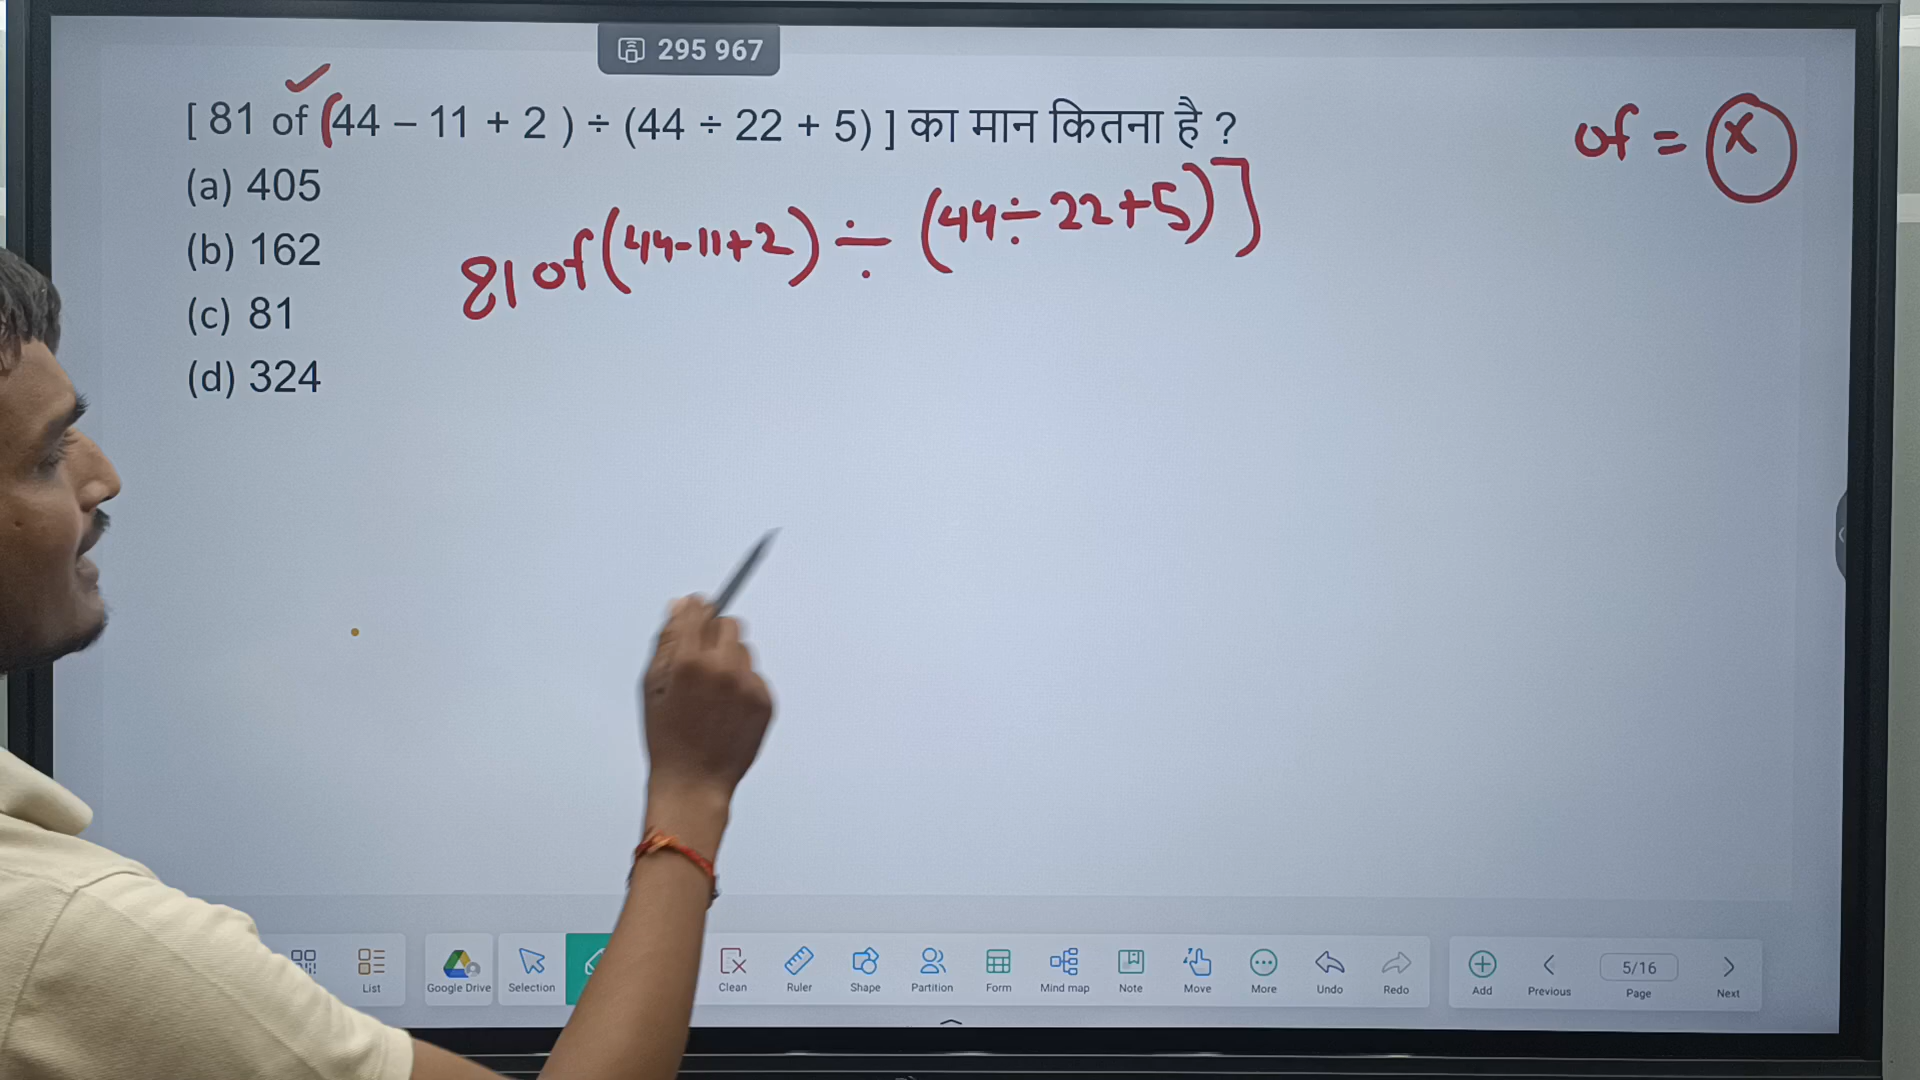 295 967
[ 81 of (44 – 11 + 2 ) ÷ (44 ÷ 22 + 5) ] का मान कितना है ?
of = x
(a) 405
(b) 162
(c) 81
(d) 324
81 of (44-11+2) ÷ (44÷22+5)]
List
Google Drive
Selection
Clean
Ruler
Shape
Partition
Form
Mind map
Note
Move
More
Undo
Redo
Add
Previous
5/16
Page
Next